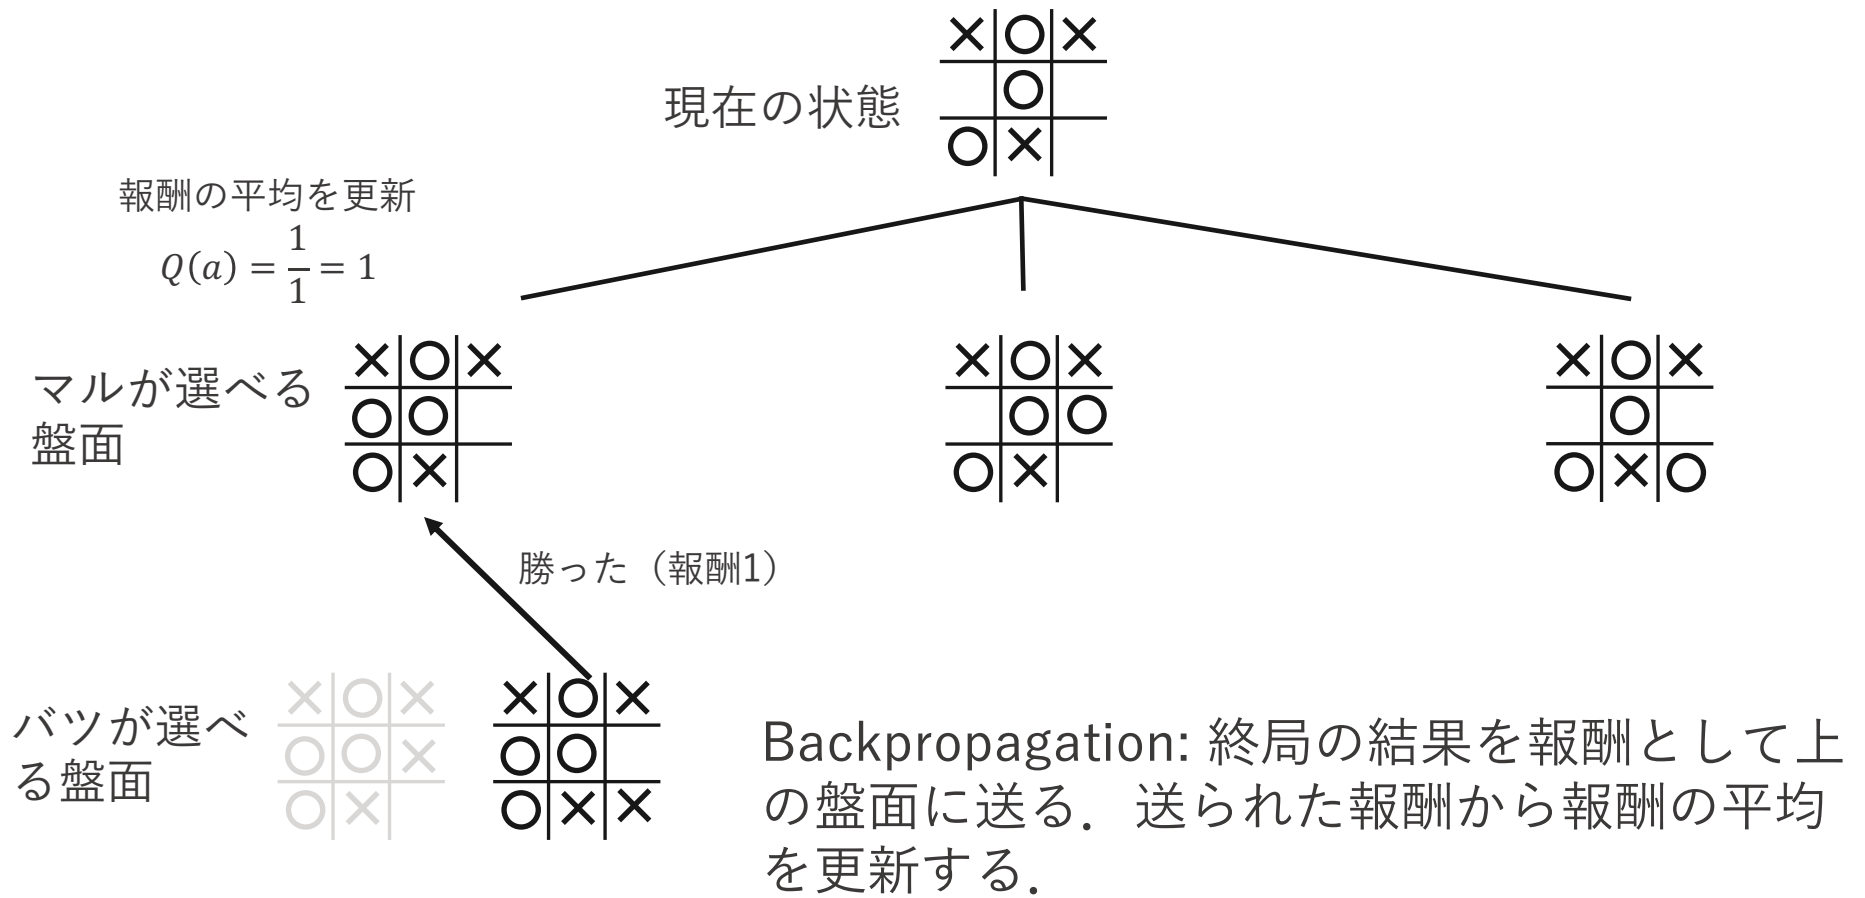 現在の状態
報酬の平均を更新
Q(a) = 1/1 = 1
マルが選べる
盤面
勝った（報酬1）
バツが選べ
る盤面
Backpropagation: 終局の結果を報酬として上
の盤面に送る．送られた報酬から報酬の平均
を更新する．